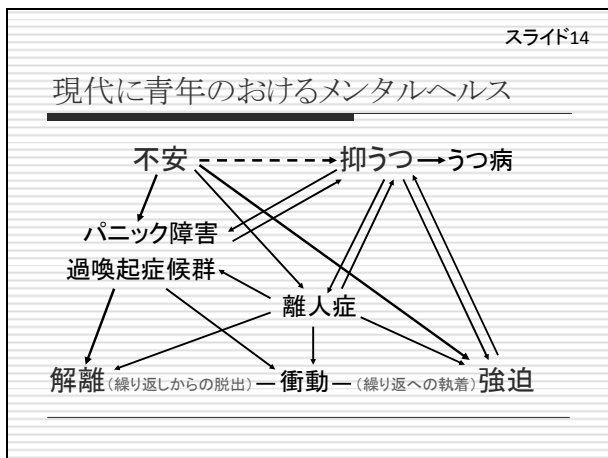 スライド14
現代に青年のおけるメンタルヘルス
不安 抑うつ うつ病
パニック障害
過喚起症候群
離人症
解離(繰り返しからの脱出) 衝動 (繰り返への執着) 強迫